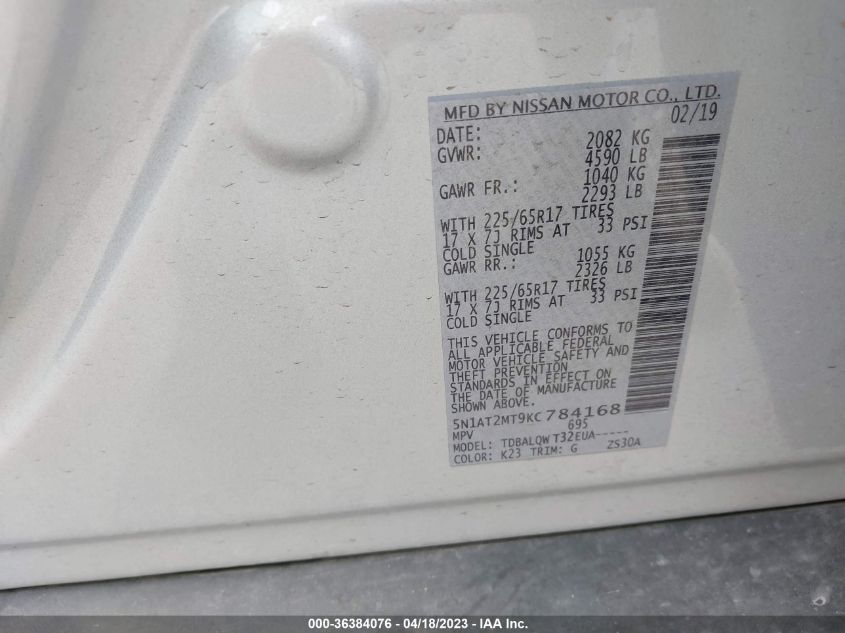 MFD BY NISSAN MOTOR CO., LTD.
DATE: 02/19
GVWR: 2082 KG
4590 LB
GAWR FR.: 1040 KG
2293 LB
WITH 225/65R17 TIRES
17 X 7J RIMS AT 33 PSI
COLD SINGLE
GAWR RR.: 1055 KG
2326 LB
WITH 225/65R17 TIRES
17 X 7J RIMS AT 33 PSI
COLD SINGLE
THIS VEHICLE CONFORMS TO
ALL APPLICABLE FEDERAL
MOTOR VEHICLE SAFETY AND
THEFT PREVENTION
STANDARDS IN EFFECT ON
THE DATE OF MANUFACTURE
SHOWN ABOVE.
5N1AT2MT9KC784168
MPV 695
MODEL: TDBALQW T32EUA-----
COLOR: K23 TRIM: G ZS30A
000-36384076 - 04/18/2023 - IAA Inc.